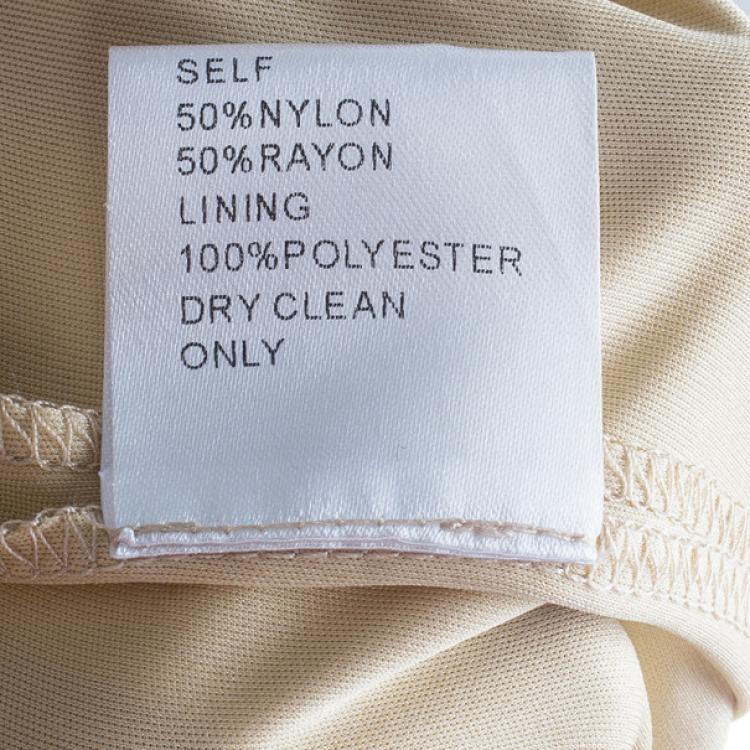 SELF
50%NYLON
50%RAYON
LINING
100%POLYESTER
DRY CLEAN
ONLY